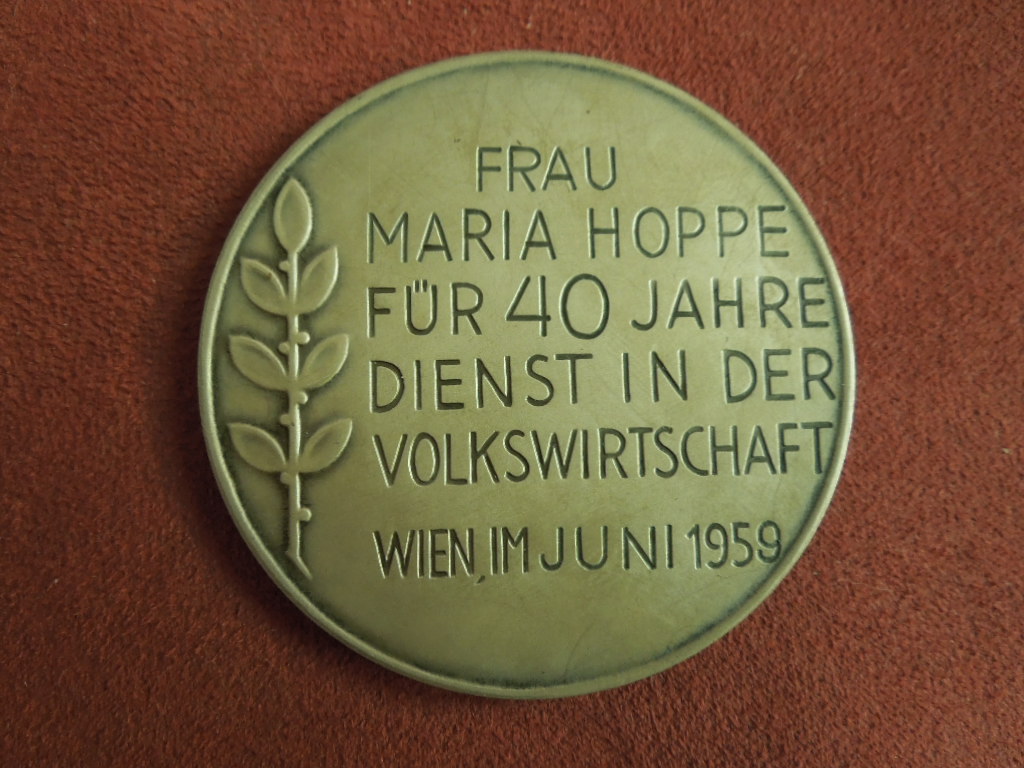 FRAU
MARIA HOPPE
FÜR 40 JAHRE
DIENST IN DER
VOLKSWIRTSCHAFT
WIEN, IM JUNI 1959